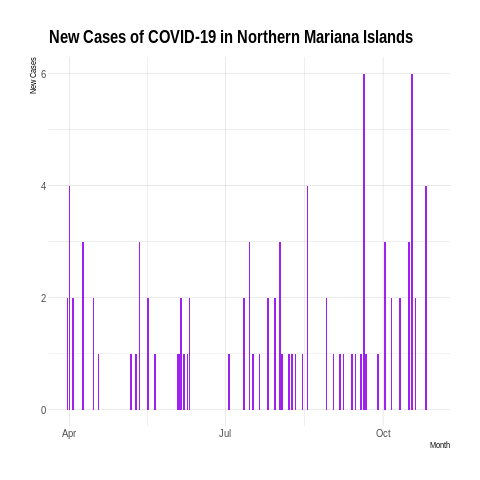 New Cases of COVID-19 in Northern Mariana Islands
New Cases
6
4
2
0
Apr
Jul
Oct
Month